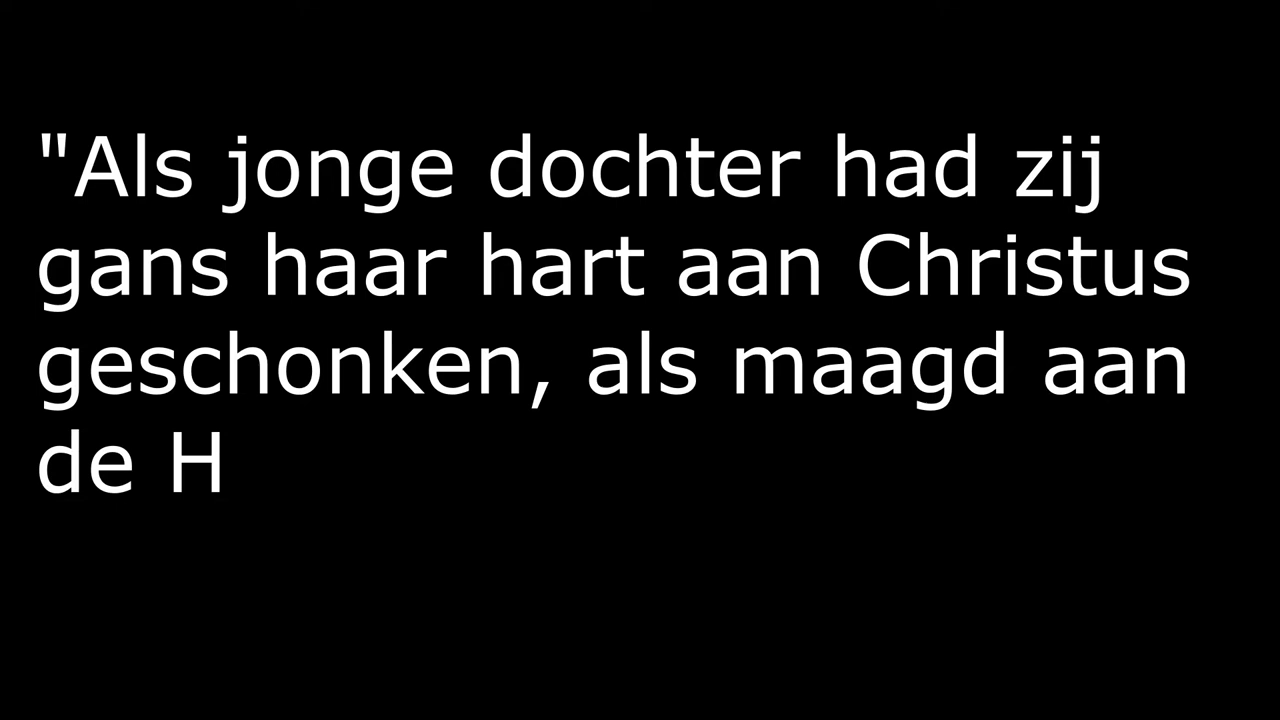 "Als jonge dochter had zij
gans haar hart aan Christus
geschonken, als maagd aan
de H